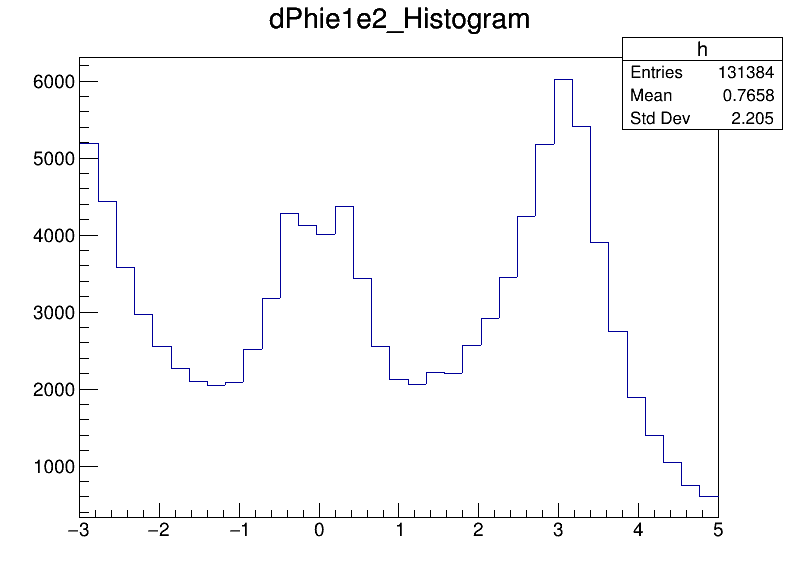 dPhie1e2_Histogram
h
Entries 131384
Mean 0.7658
Std Dev 2.205
6000
5000
4000
3000
2000
1000
−3 −2 −1 0 1 2 3 4 5